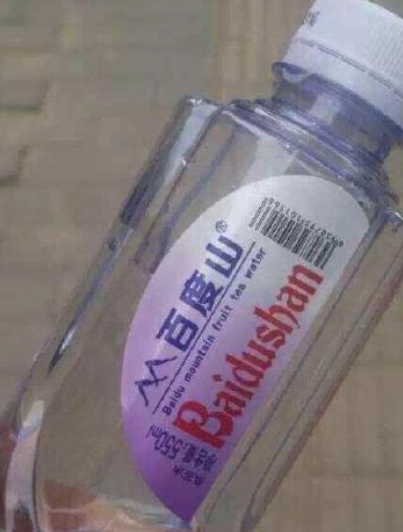 百度山®
Baidu mountain fruit tea water
Baidushan
净含量:550ml